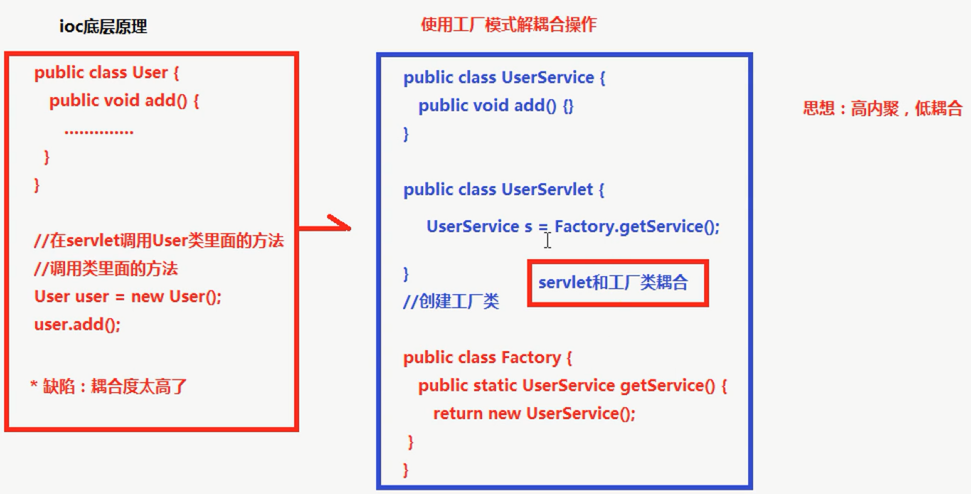 ioc底层原理
public class User {
public void add() {
..............
}
}
//在servlet调用User类里面的方法
//调用类里面的方法
User user = new User();
user.add();
* 缺陷：耦合度太高了
使用工厂模式解耦合操作
public class UserService {
public void add() {}
}
public class UserServlet {
UserService s = Factory.getService();
}
servlet和工厂类耦合
//创建工厂类
public class Factory {
public static UserService getService() {
return new UserService();
}
}
思想：高内聚，低耦合